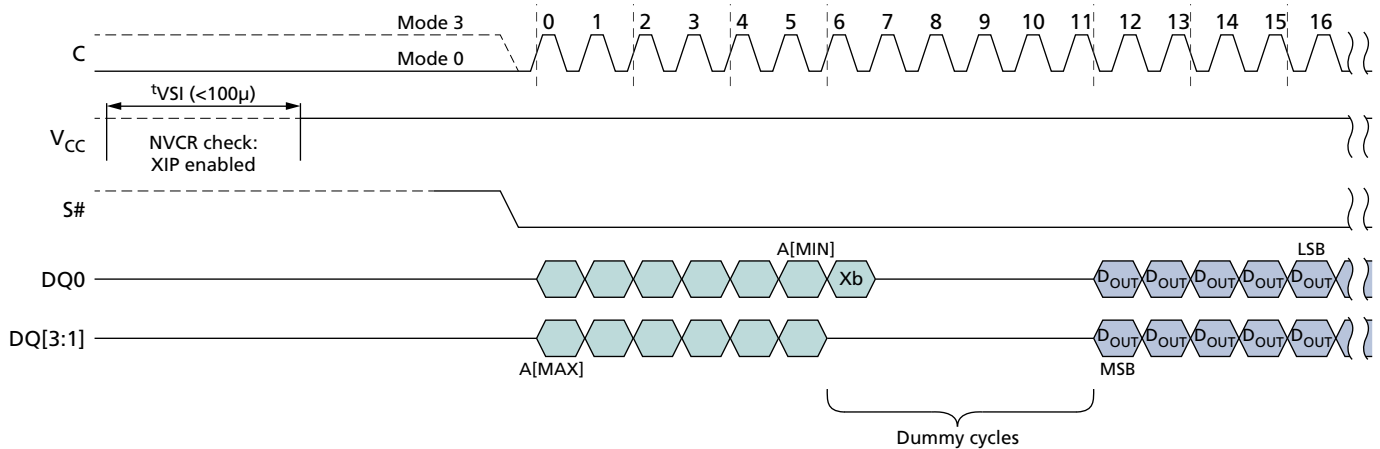 Mode 3 0 1 2 3 4 5 6 7 8 9 10 11 12 13 14 15 16
C
Mode 0
tVSI (<100µ)
VCC
NVCR check:
XIP enabled
S#
A[MIN] LSB
DQ0 Xb DOUT DOUT DOUT DOUT DOUT
DQ[3:1] DOUT DOUT DOUT DOUT DOUT
A[MAX] MSB
Dummy cycles